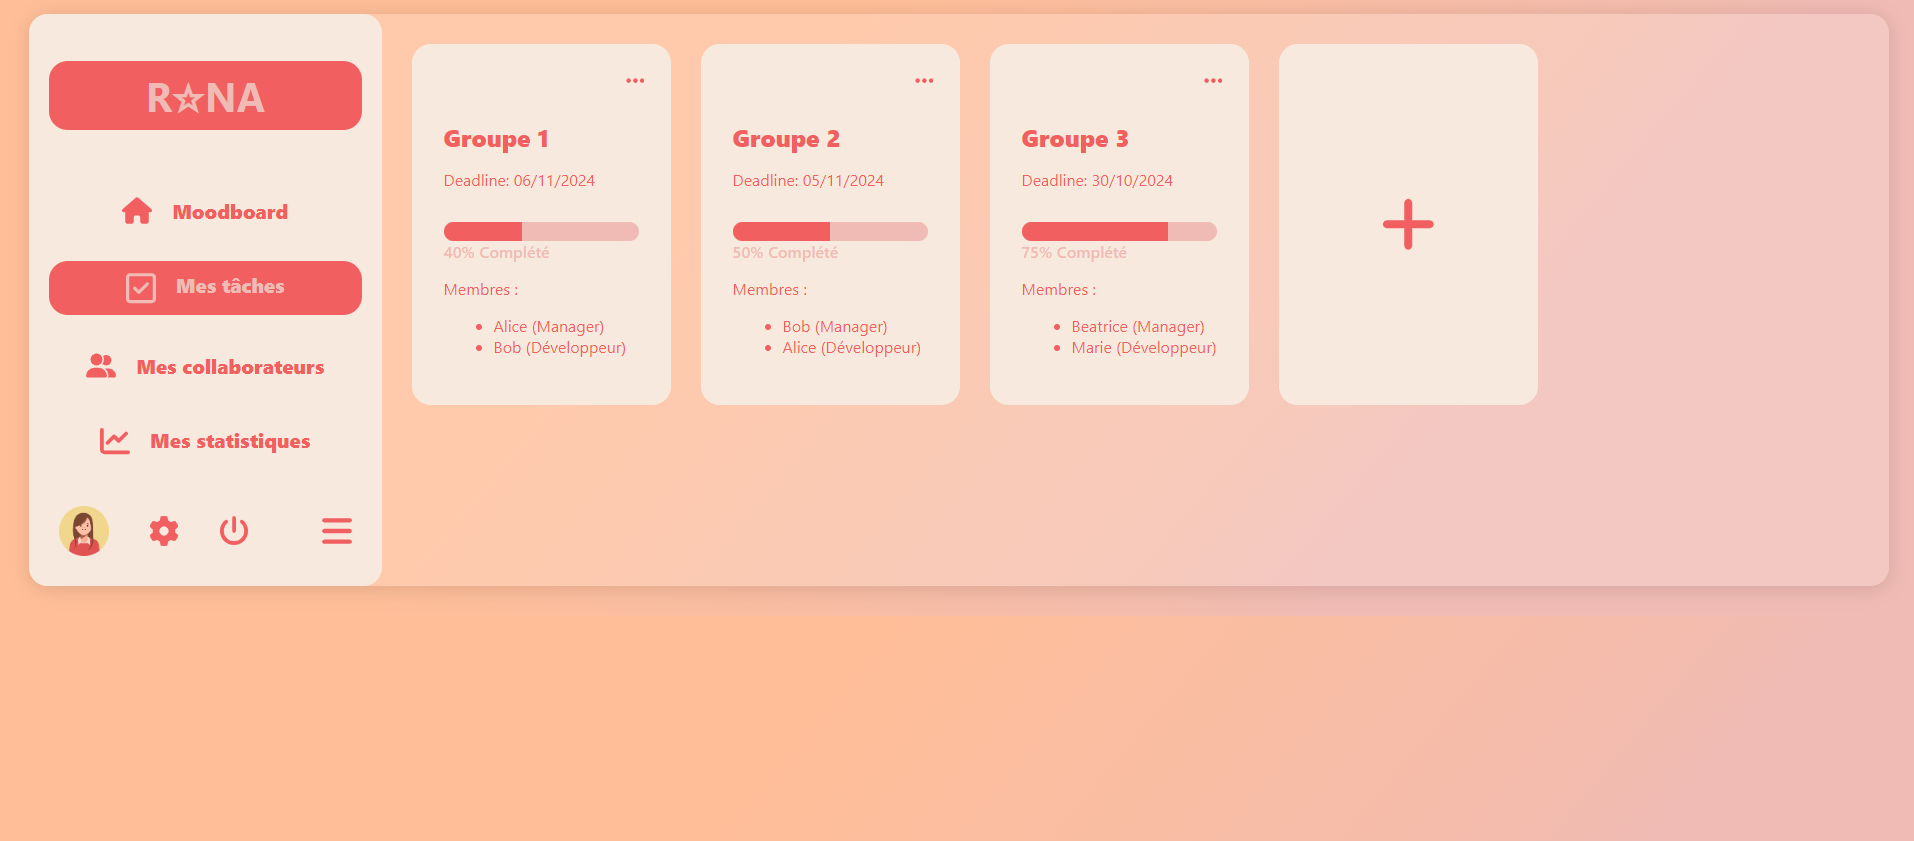 R☆NA
Moodboard
Mes tâches
Mes collaborateurs
Mes statistiques
Groupe 1
Deadline: 06/11/2024
40% Complété
Membres :
Alice (Manager)
Bob (Développeur)
Groupe 2
Deadline: 05/11/2024
50% Complété
Membres :
Bob (Manager)
Alice (Développeur)
Groupe 3
Deadline: 30/10/2024
75% Complété
Membres :
Beatrice (Manager)
Marie (Développeur)